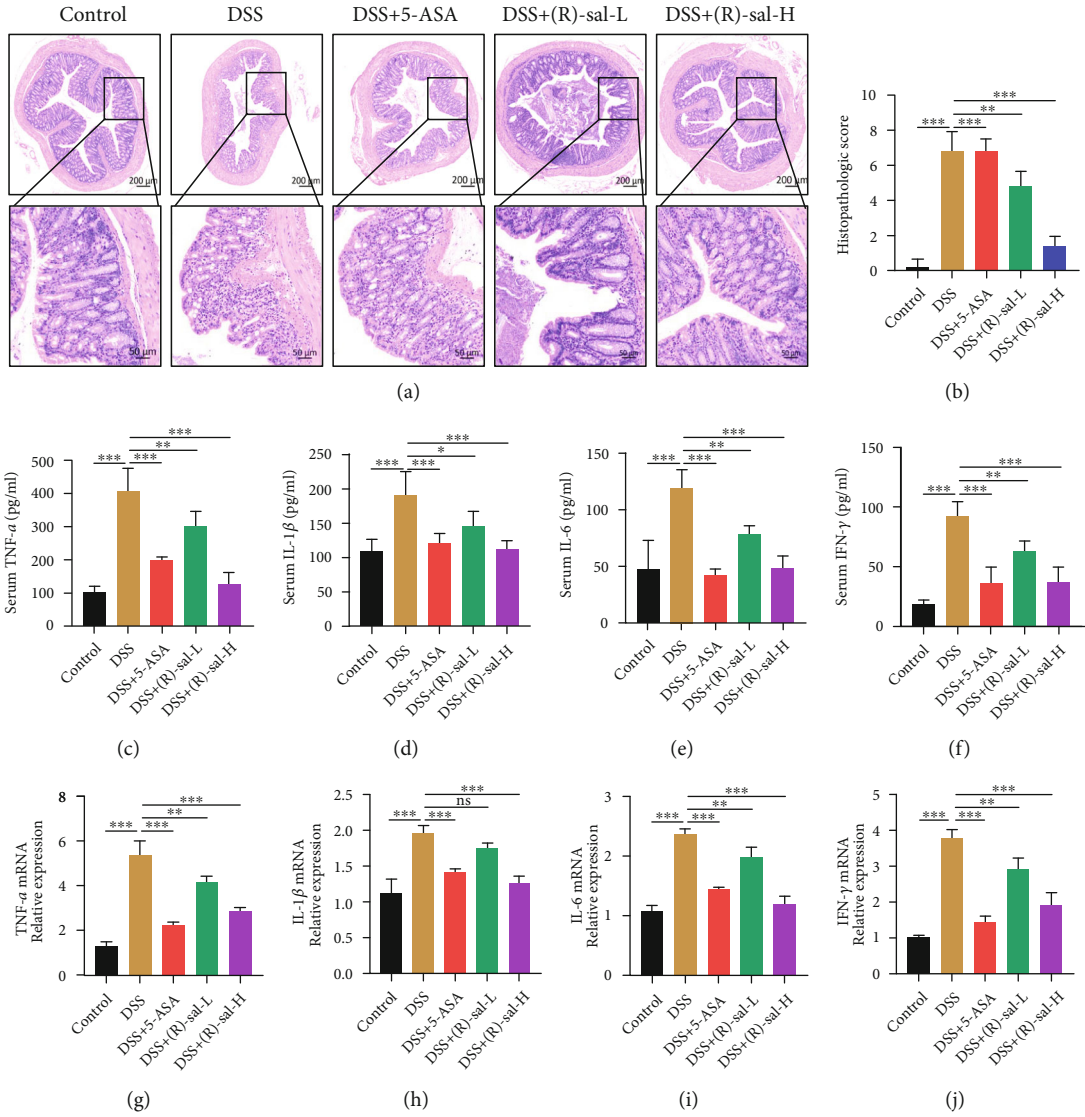 Control DSS DSS+5-ASA DSS+(R)-sal-L DSS+(R)-sal-H
200 μm 200 μm 200 μm 200 μm 200 μm
50 μm 50 μm 50 μm 50 μm 50 μm
(a)
Histopathologic score
10
8
6
4
2
0
***
**
*** ***
Control
DSS
DSS+5-ASA
DSS+(R)-sal-L
DSS+(R)-sal-H
(b)
Serum TNF-a (pg/ml)
500
400
300
200
100
0
***
**
*** ***
Control
DSS
DSS+5-ASA
DSS+(R)-sal-L
DSS+(R)-sal-H
(c)
Serum IL-1β (pg/ml)
250
200
150
100
50
0
***
*
*** ***
Control
DSS
DSS+5-ASA
DSS+(R)-sal-L
DSS+(R)-sal-H
(d)
Serum IL-6 (pg/ml)
150
100
50
0
***
**
*** ***
Control
DSS
DSS+5-ASA
DSS+(R)-sal-L
DSS+(R)-sal-H
(e)
Serum IFN-γ (pg/ml)
150
100
50
0
***
**
*** ***
Control
DSS
DSS+5-ASA
DSS+(R)-sal-L
DSS+(R)-sal-H
(f)
TNF-a mRNA
Relative expression
8
6
4
2
0
***
**
*** ***
Control
DSS
DSS+5-ASA
DSS+(R)-sal-L
DSS+(R)-sal-H
(g)
IL-1β mRNA
Relative expression
2.5
2.0
1.5
1.0
0.5
0.0
***
ns
*** ***
Control
DSS
DSS+5-ASA
DSS+(R)-sal-L
DSS+(R)-sal-H
(h)
IL-6 mRNA
Relative expression
3
2
1
0
***
**
*** ***
Control
DSS
DSS+5-ASA
DSS+(R)-sal-L
DSS+(R)-sal-H
(i)
IFN-γ mRNA
Relative expression
5
4
3
2
1
0
***
**
*** ***
Control
DSS
DSS+5-ASA
DSS+(R)-sal-L
DSS+(R)-sal-H
(j)